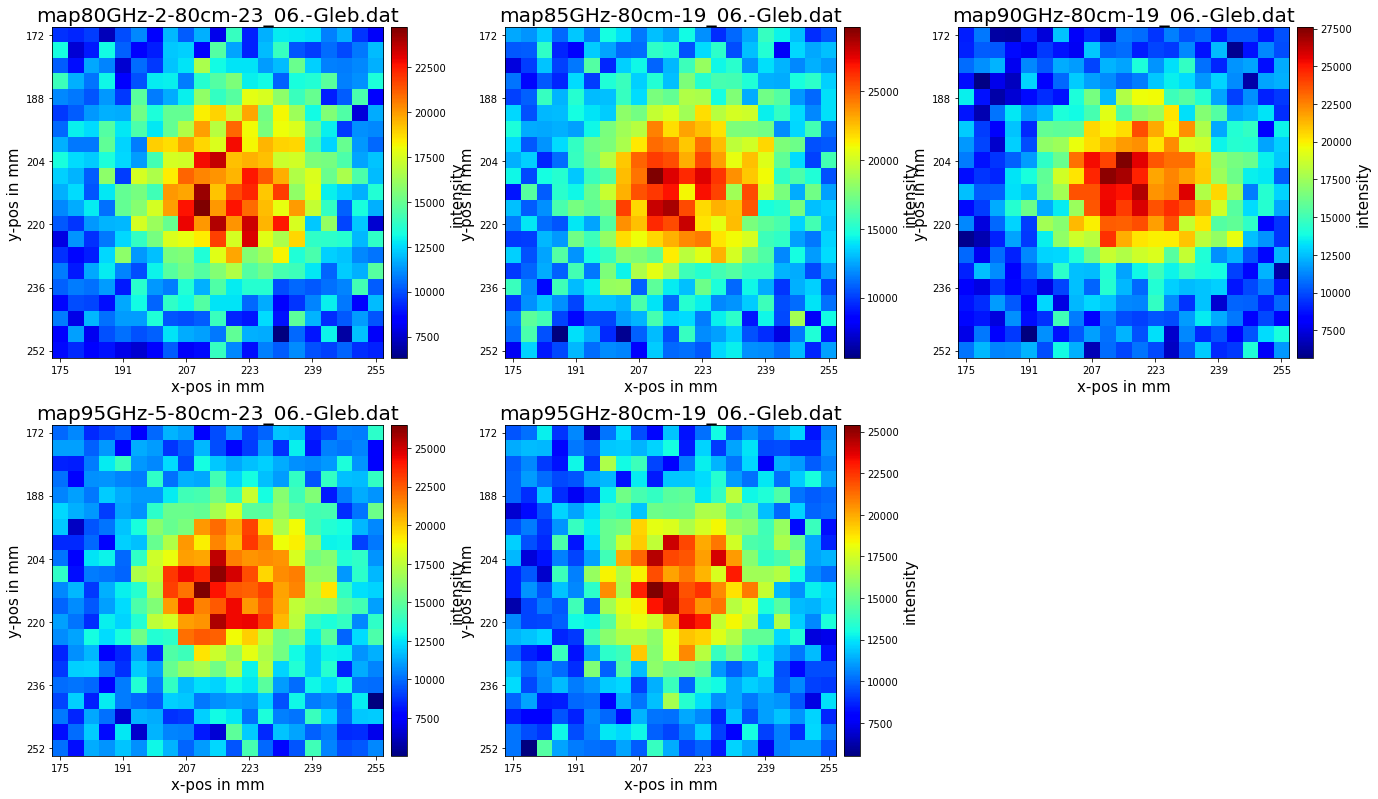 map80GHz-2-80cm-23_06.-Gleb.dat
172
188
204
220
236
252
y-pos in mm
175 191 207 223 239 255
x-pos in mm
22500
20000
17500
15000
12500
10000
7500
intensity
map85GHz-80cm-19_06.-Gleb.dat
172
188
204
220
236
252
y-pos in mm
175 191 207 223 239 255
x-pos in mm
25000
20000
15000
10000
intensity
map90GHz-80cm-19_06.-Gleb.dat
172
188
204
220
236
252
y-pos in mm
175 191 207 223 239 255
x-pos in mm
27500
25000
22500
20000
17500
15000
12500
10000
7500
intensity
map95GHz-5-80cm-23_06.-Gleb.dat
172
188
204
220
236
252
y-pos in mm
175 191 207 223 239 255
x-pos in mm
25000
22500
20000
17500
15000
12500
10000
7500
intensity
map95GHz-80cm-19_06.-Gleb.dat
172
188
204
220
236
252
y-pos in mm
175 191 207 223 239 255
x-pos in mm
25000
22500
20000
17500
15000
12500
10000
7500
intensity